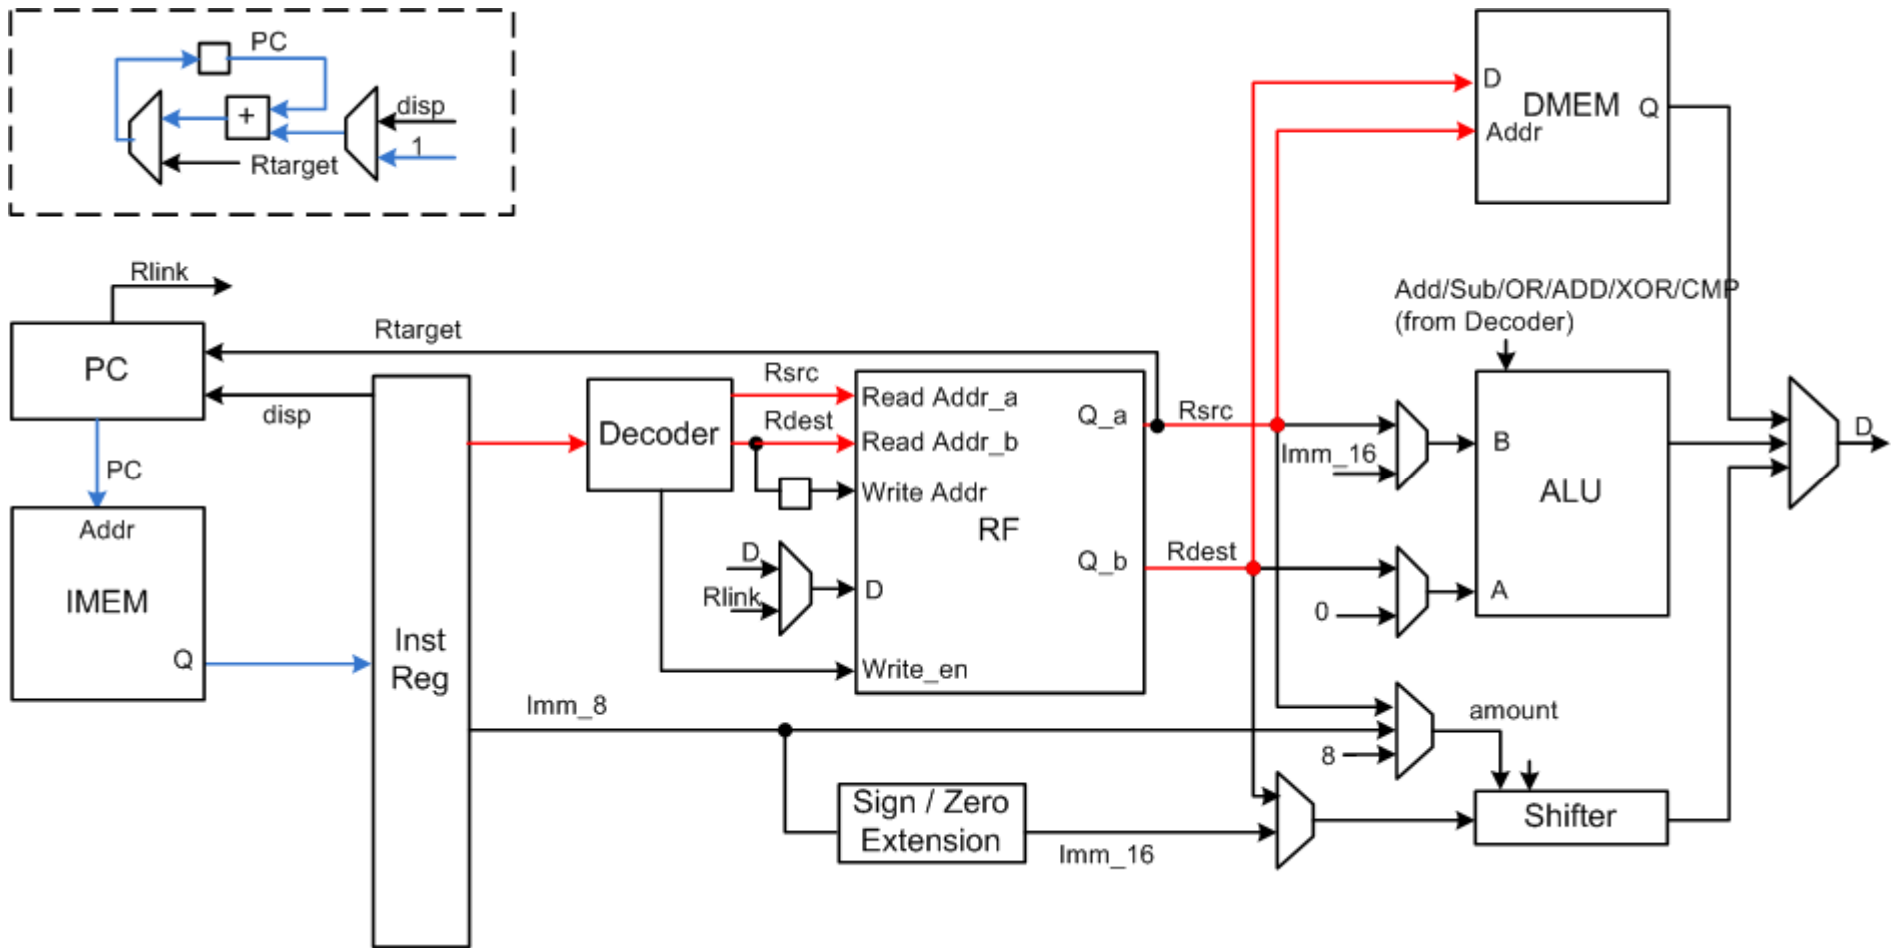 PC
+
disp
1
Rtarget
D
DMEM
Q
Addr
Rlink
Rtarget
PC
disp
PC
Addr
IMEM
Q
Inst
Reg
Decoder
Rsrc
Rdest
Read Addr_a
Read Addr_b
Write Addr
RF
D
Rlink
D
Write_en
Q_a
Q_b
Rsrc
Rdest
Imm_16
0
Add/Sub/OR/ADD/XOR/CMP
(from Decoder)
B
ALU
A
D
Imm_8
8
amount
Sign / Zero
Extension
Imm_16
Shifter